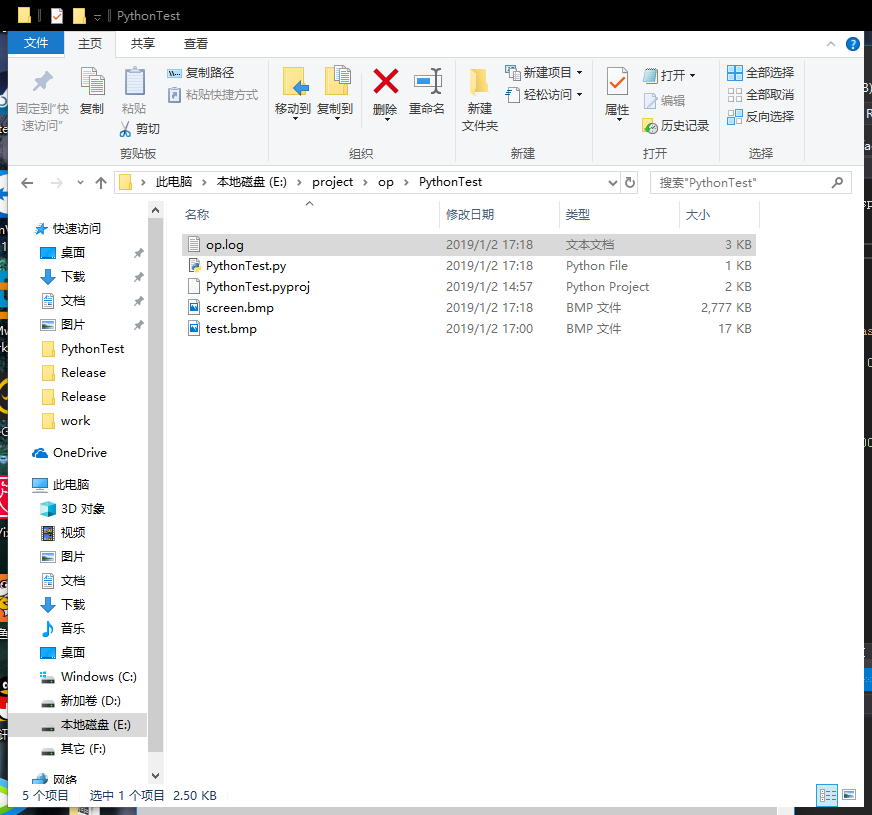 PythonTest
文件 主页 共享 查看
固定到"快速访问"
复制
粘贴
复制路径
粘贴快捷方式
剪切
剪贴板
移动到
复制到
删除
重命名
组织
新建文件夹
新建项目
轻松访问
新建
属性
打开
编辑
历史记录
打开
全部选择
全部取消
反向选择
选择
此电脑 本地磁盘 (E:) project op PythonTest
搜索"PythonTest"
名称 修改日期 类型 大小
op.log 2019/1/2 17:18 文本文档 3 KB
PythonTest.py 2019/1/2 17:18 Python File 1 KB
PythonTest.pyproj 2019/1/2 14:57 Python Project 2 KB
screen.bmp 2019/1/2 17:18 BMP 文件 2,777 KB
test.bmp 2019/1/2 17:00 BMP 文件 17 KB
快速访问
桌面
下载
文档
图片
PythonTest
Release
Release
work
OneDrive
此电脑
3D 对象
视频
图片
文档
下载
音乐
桌面
Windows (C:)
新加卷 (D:)
本地磁盘 (E:)
其它 (F:)
网络
5 个项目 选中 1 个项目 2.50 KB